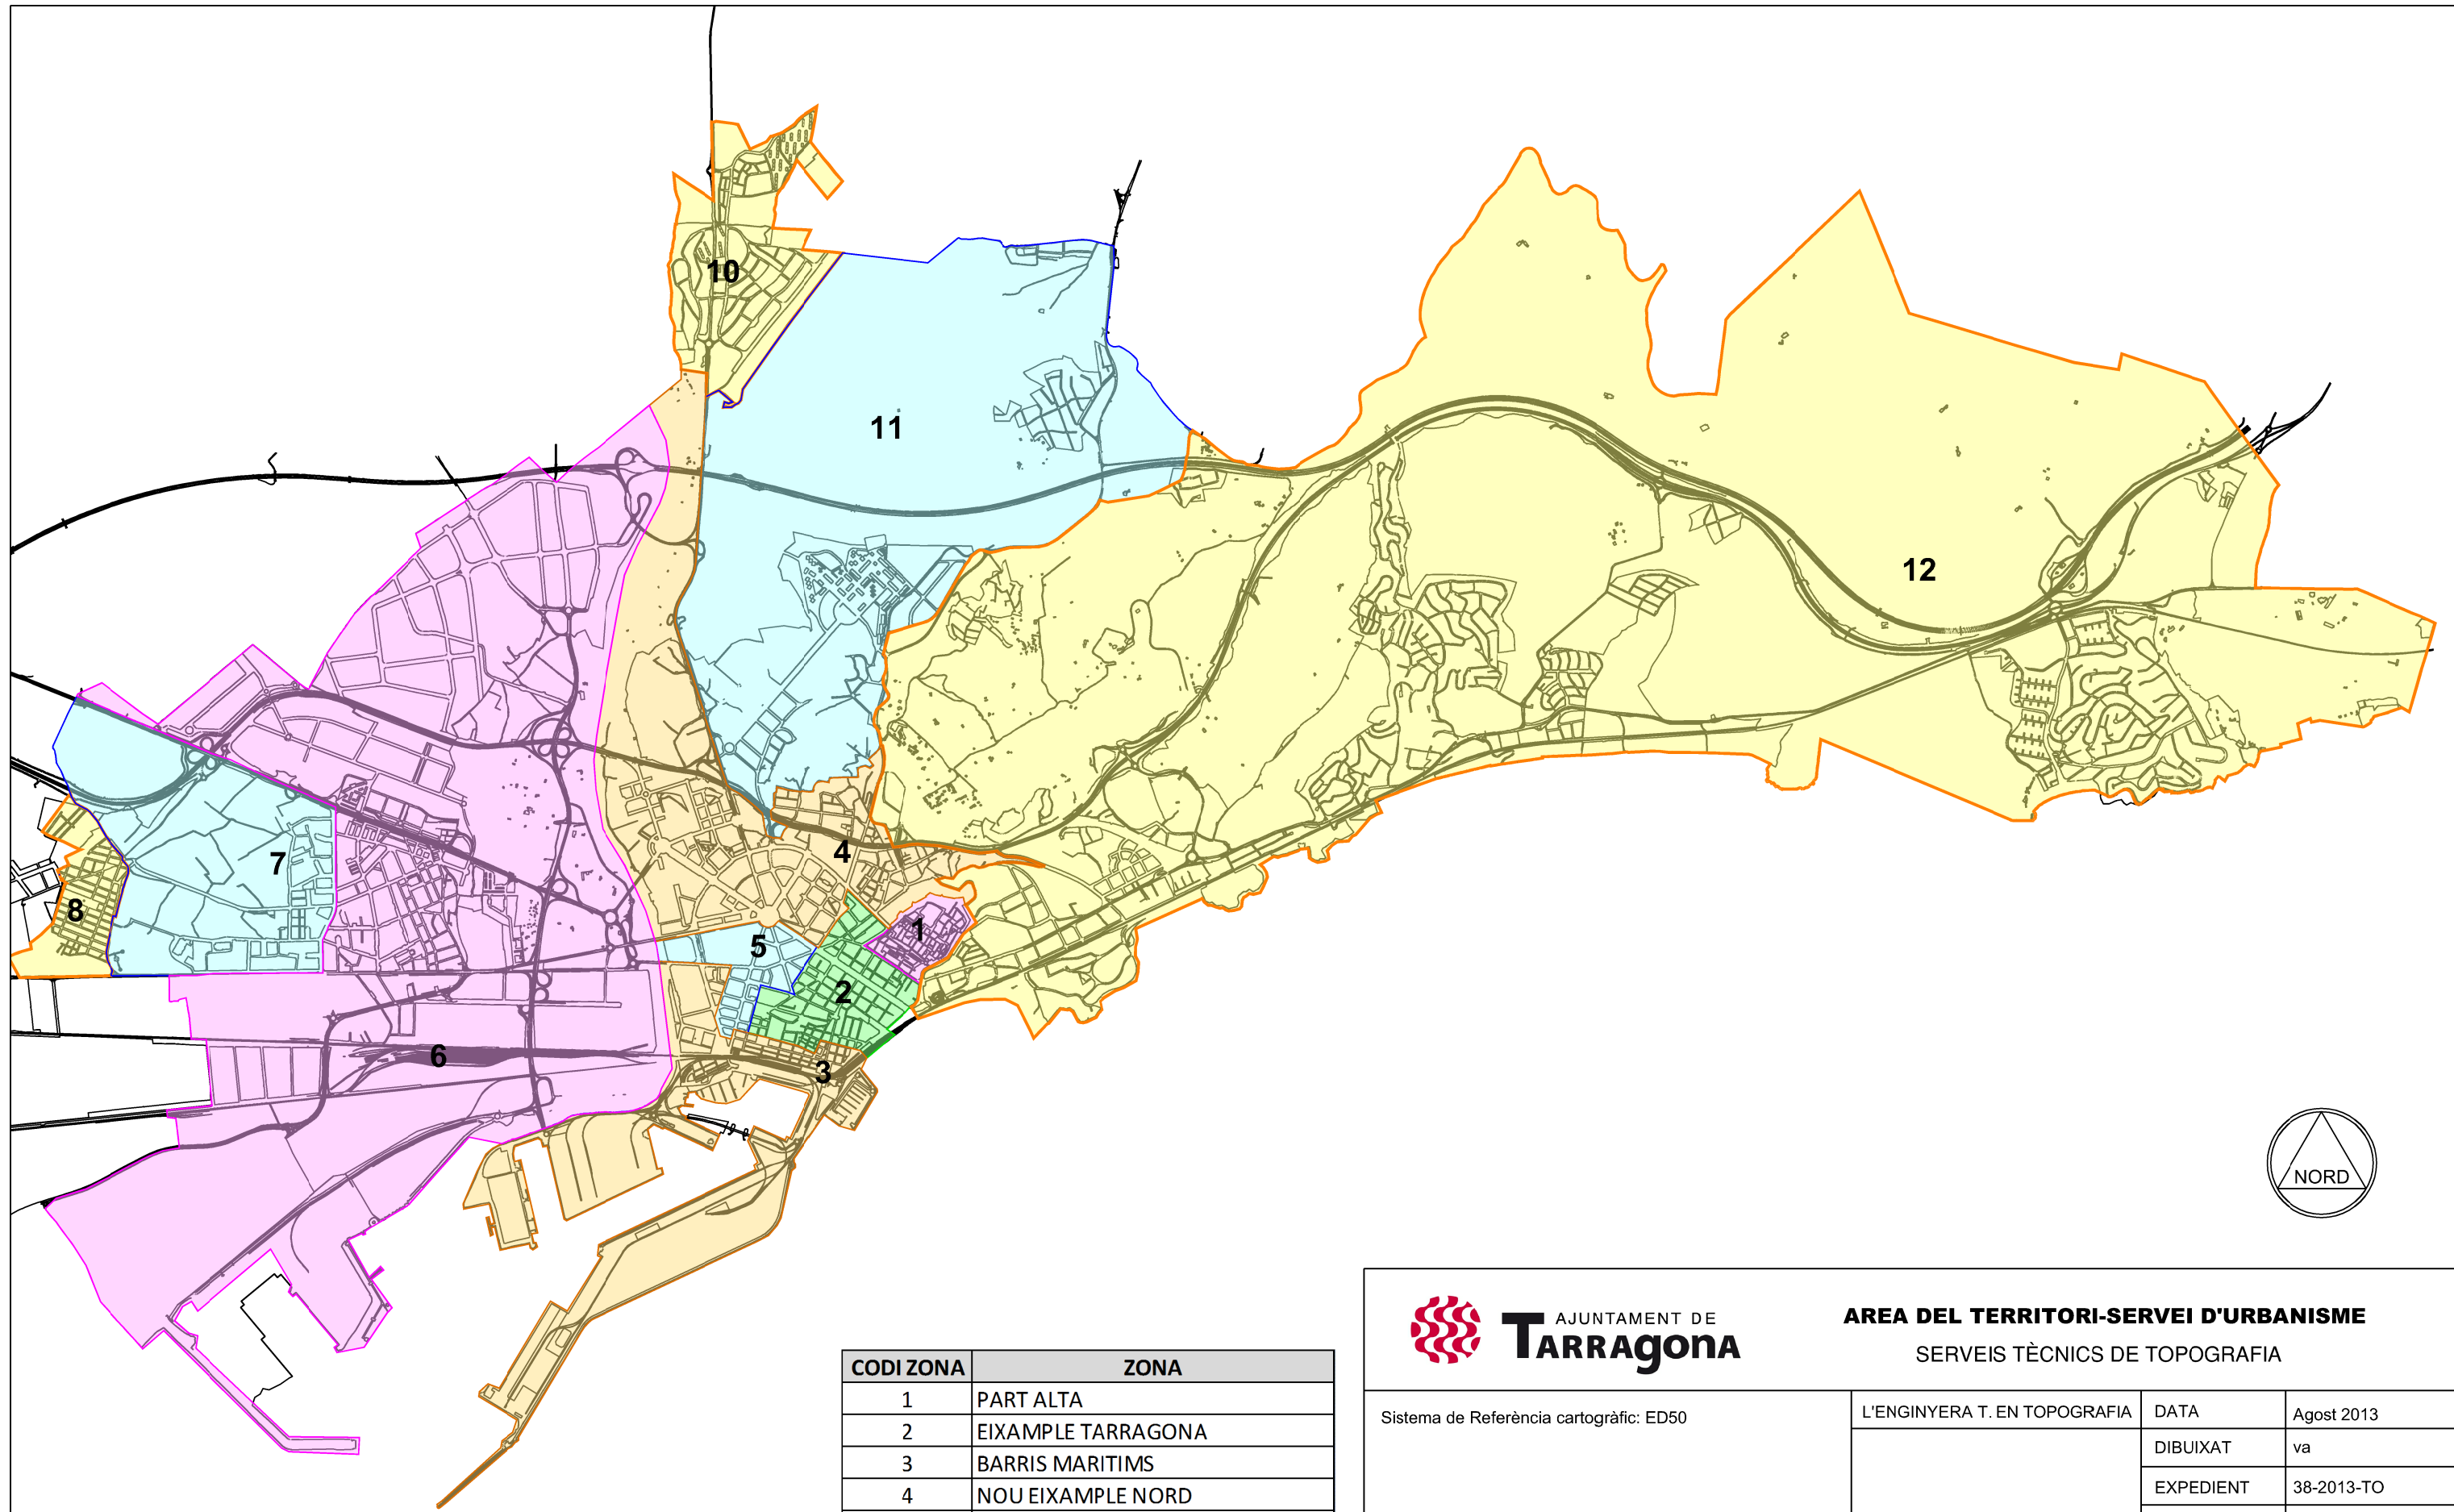 10
11
12
4
7
8
1
5
2
6
3
NORD
AJUNTAMENT DE
TARRAgonA
AREA DEL TERRITORI-SERVEI D'URBANISME
SERVEIS TÈCNICS DE TOPOGRAFIA
CODI ZONA ZONA
1 PART ALTA
2 EIXAMPLE TARRAGONA
3 BARRIS MARITIMS
4 NOU EIXAMPLE NORD
Sistema de Referència cartogràfic: ED50
L'ENGINYERA T. EN TOPOGRAFIA
DATA Agost 2013
DIBUIXAT va
EXPEDIENT 38-2013-TO